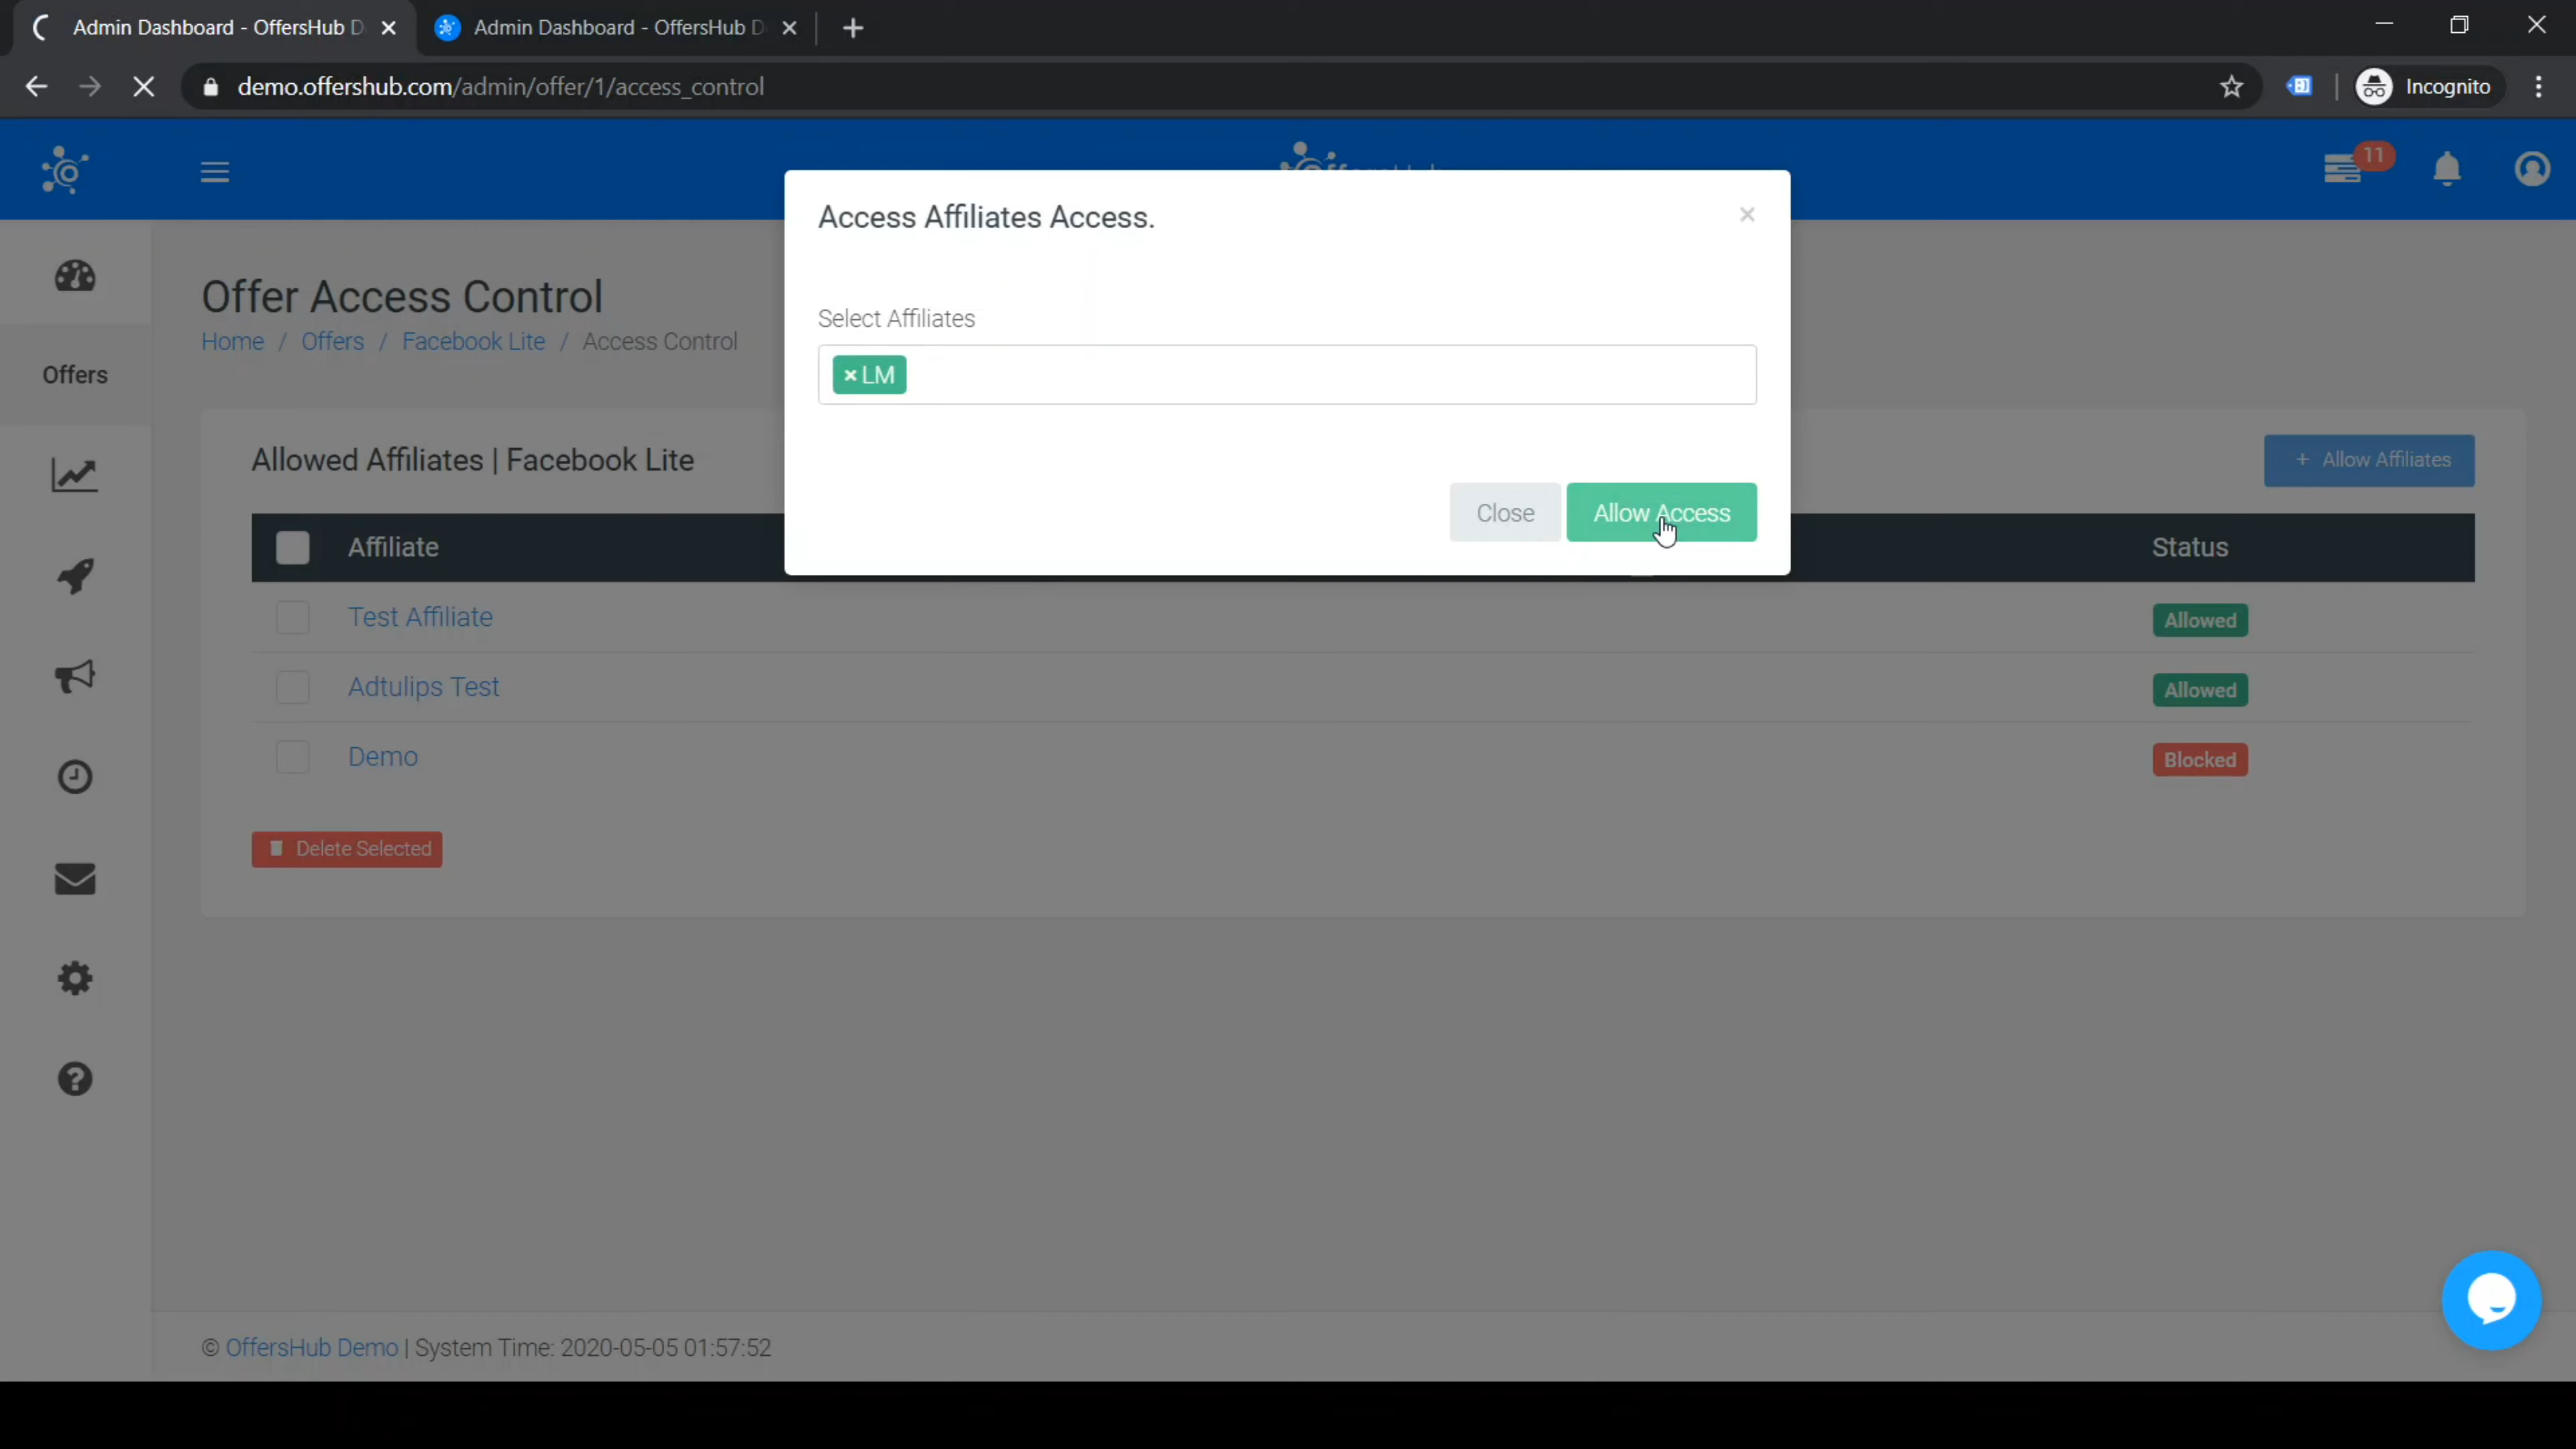 Admin Dashboard - OffersHub D
Admin Dashboard - OffersHub D
demo.offershub.com/admin/offer/1/access_control
Incognito
11
Access Affiliates Access.
Select Affiliates
×LM
Close
Allow Access
Offer Access Control
Home / Offers / Facebook Lite / Access Control
Offers
Allowed Affiliates | Facebook Lite
+ Allow Affiliates
Affiliate
Status
Test Affiliate
Allowed
Adtulips Test
Allowed
Demo
Blocked
Delete Selected
© OffersHub Demo | System Time: 2020-05-05 01:57:52